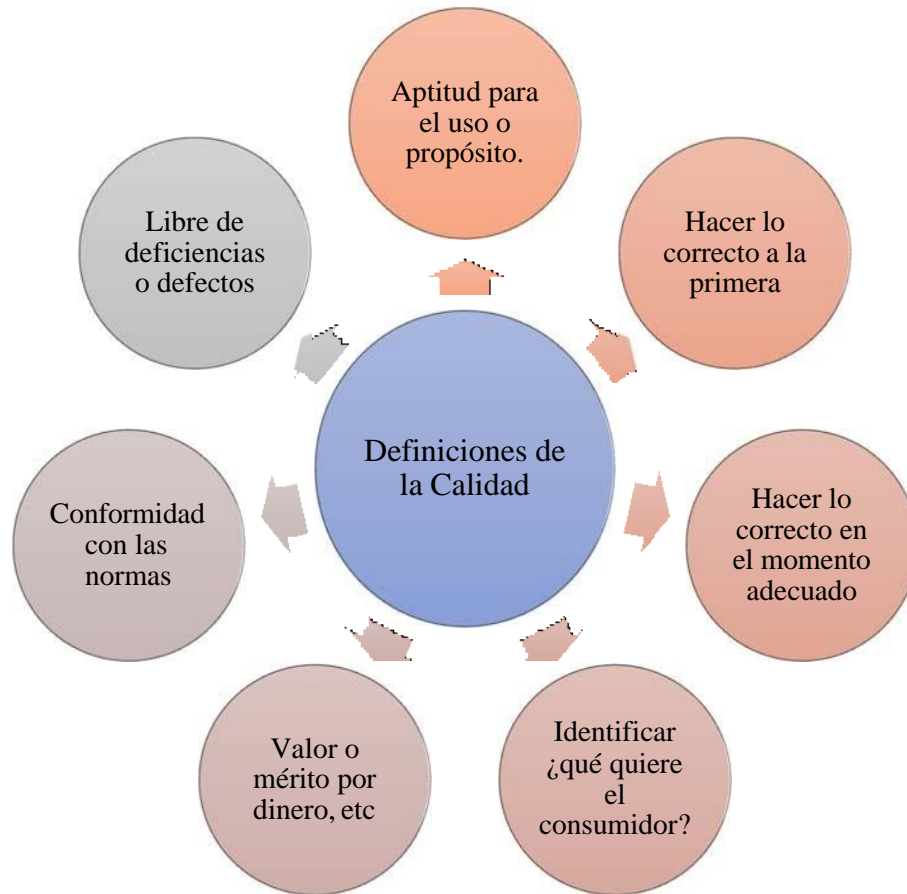 Aptitud para
el uso o
propósito.
Hacer lo
correcto a la
primera
Hacer lo
correcto en
el momento
adecuado
Identificar
¿qué quiere
el
consumidor?
Valor o
mérito por
dinero, etc
Conformidad
con las
normas
Libre de
deficiencias
o defectos
Definiciones de
la Calidad